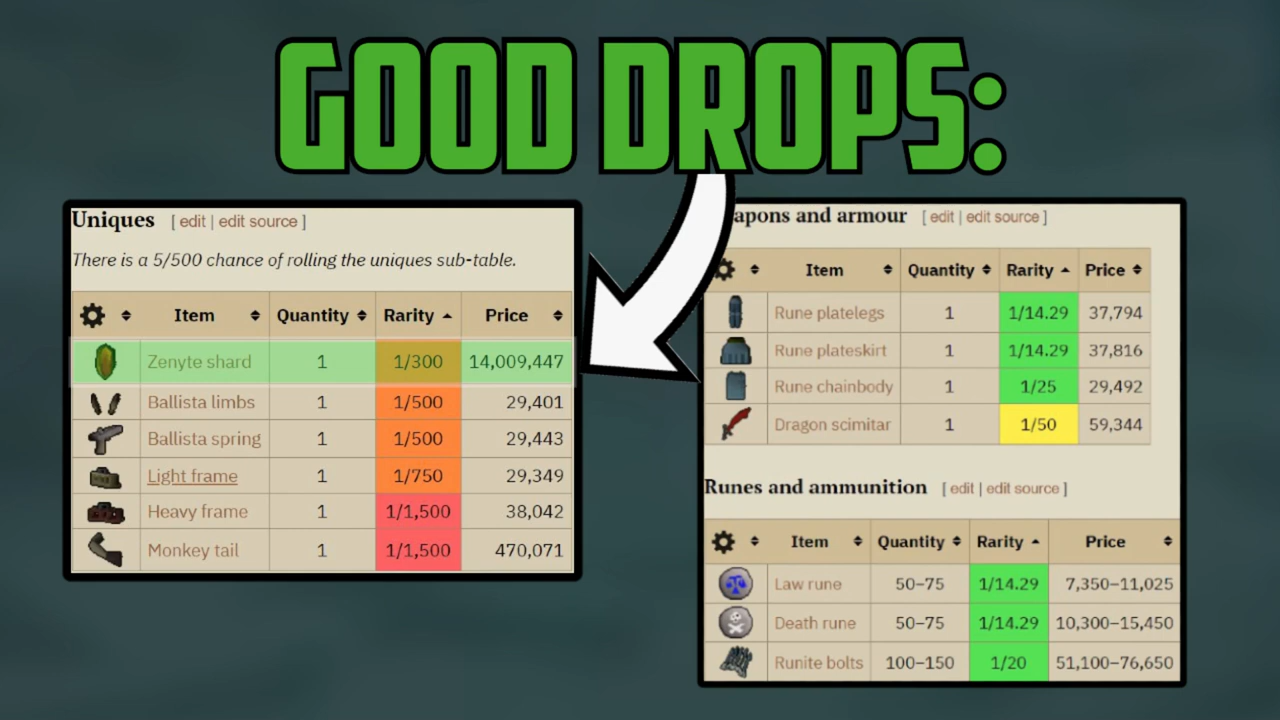 GOOD DROPS:
Uniques [ edit | edit source ]
There is a 5/500 chance of rolling the uniques sub-table.
Item Quantity Rarity Price
Zenyte shard 1 1/300 14,009,447
Ballista limbs 1 1/500 29,401
Ballista spring 1 1/500 29,443
Light frame 1 1/750 29,349
Heavy frame 1 1/1,500 38,042
Monkey tail 1 1/1,500 470,071
apons and armour [ edit | edit source ]
Item Quantity Rarity Price
Rune platelegs 1 1/14.29 37,794
Rune plateskirt 1 1/14.29 37,816
Rune chainbody 1 1/25 29,492
Dragon scimitar 1 1/50 59,344
Runes and ammunition [ edit | edit source ]
Item Quantity Rarity Price
Law rune 50–75 1/14.29 7,350–11,025
Death rune 50–75 1/14.29 10,300–15,450
Runite bolts 100–150 1/20 51,100–76,650